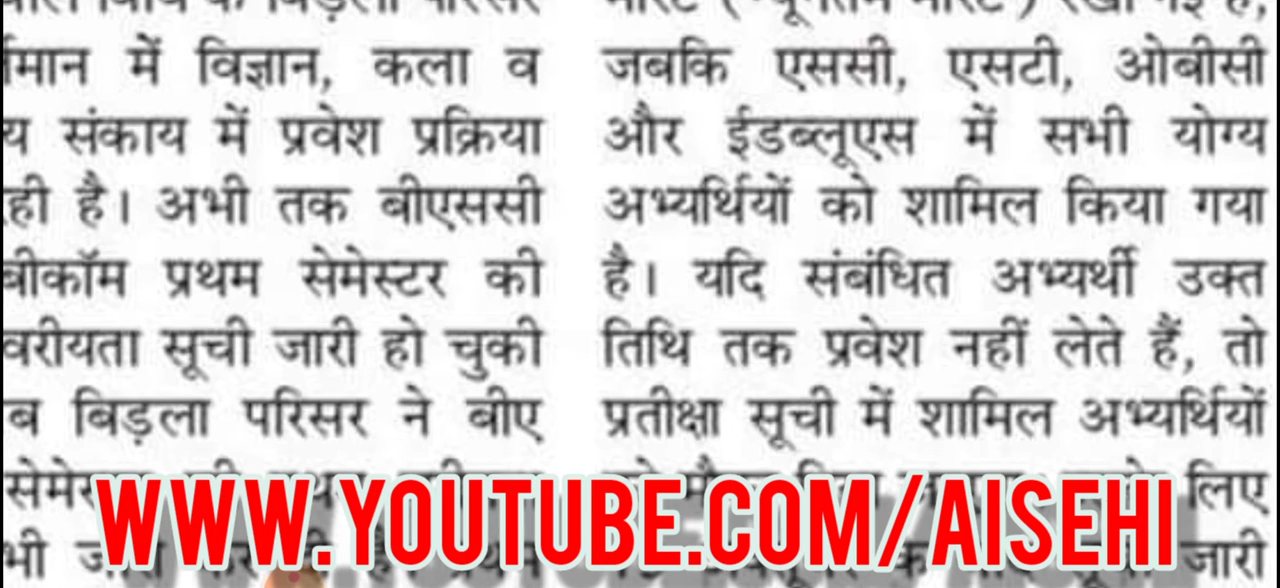 मान में विज्ञान, कला व
य संकाय में प्रवेश प्रक्रिया
ही है। अभी तक बीएससी
बीकॉम प्रथम सेमेस्टर की
वरीयता सूची जारी हो चुकी
ब बिड़ला परिसर ने बीए
जबकि एससी, एसटी, ओबीसी
और ईडब्लूएस में सभी योग्य
अभ्यर्थियों को शामिल किया गया
है। यदि संबंधित अभ्यर्थी उक्त
तिथि तक प्रवेश नहीं लेते हैं, तो
प्रतीक्षा सूची में शामिल अभ्यर्थियों
लिए
जारी
WWW.YOUTUBE.COM/AISEHI